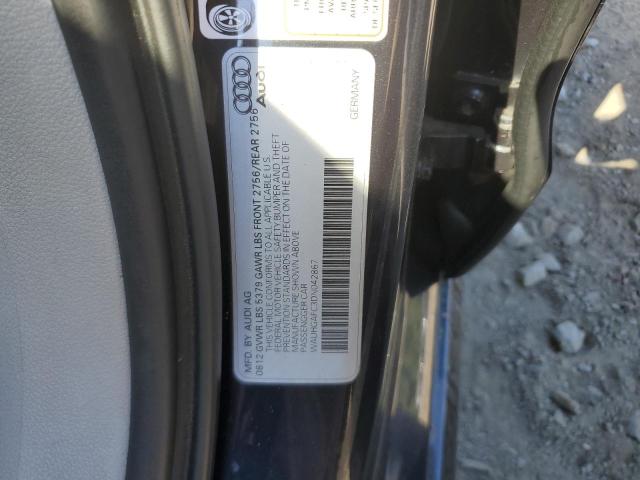 Audi
GERMANY
MFD. BY AUDI AG
0612 GVWR LBS 5379 GAWR LBS FRONT 2756/REAR 2756
THIS VEHICLE CONFORMS TO ALL APPLICABLE U.S.
FEDERAL MOTOR VEHICLE SAFETY BUMPER AND THEFT
PREVENTION STANDARDS IN EFFECT ON THE DATE OF
MANUFACTURE SHOWN ABOVE
PASSENGER CAR
WAUHGAFC3DN042867